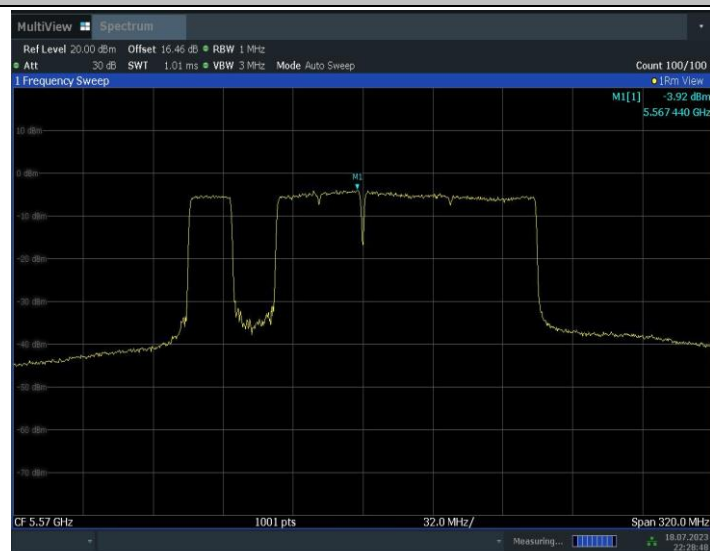 MultiView Spectrum
Ref Level 20.00 dBm Offset 16.46 dB RBW 1 MHz
Att 30 dB SWT 1.01 ms VBW 3 MHz Mode Auto Sweep Count 100/100
1 Frequency Sweep 1Rm View
M1[1] -3.92 dBm
5.567 440 GHz
10 dBm
0 dBm
M1
-10 dBm
-20 dBm
-30 dBm
-40 dBm
-50 dBm
-60 dBm
-70 dBm
CF 5.57 GHz 1001 pts 32.0 MHz/ Span 320.0 MHz
Measuring... 18.07.2023
22:28:48